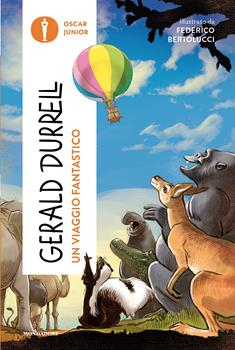 OSCAR
JUNIOR
illustrato da
FEDERICO
BERTOLUCCI
GERALD DURRELL
UN VIAGGIO FANTASTICO
MONDADORI